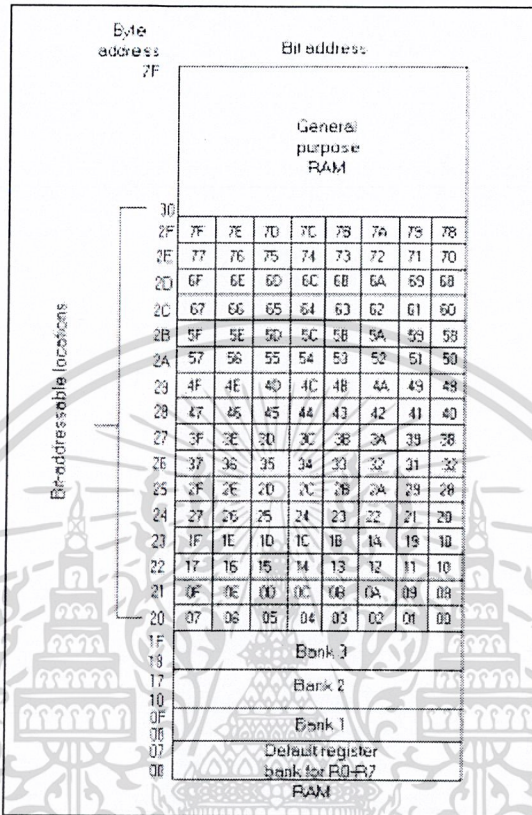 Byte address
Bit address
7F
General
purpose
RAM
30
2F 7F 7E 7D 7C 7B 7A 79 78
2E 77 76 75 74 73 72 71 70
2D 6F 6E 6D 6C 6B 6A 69 68
2C 67 66 65 64 63 62 61 60
2B 5F 5E 5D 5C 5B 5A 59 58
2A 57 56 55 54 53 52 51 50
29 4F 4E 4D 4C 4B 4A 49 48
28 47 46 45 44 43 42 41 40
27 3F 3E 3D 3C 3B 3A 39 38
26 37 36 35 34 33 32 31 32
25 2F 2E 2D 2C 2B 2A 29 28
24 27 26 25 24 23 22 21 20
23 1F 1E 1D 1C 1B 1A 19 18
22 17 16 15 14 13 12 11 10
21 0F 0E 0D 0C 0B 0A 09 08
20 07 06 05 04 03 02 01 00
Bit-addressable locations
1F
Bank 3
18
17
Bank 2
10
0F
Bank 1
08
07
Default register
bank for R0-R7
00
RAM